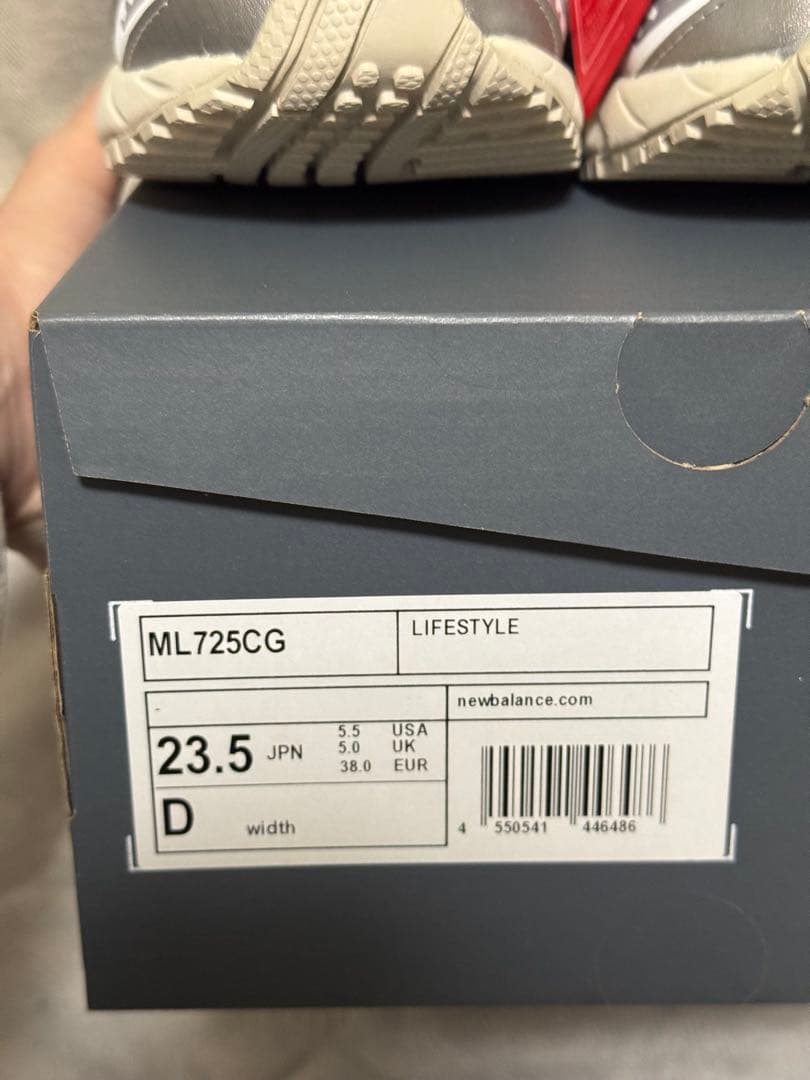 ML725CG
LIFESTYLE
newbalance.com
23.5 JPN
5.5 USA
5.0 UK
38.0 EUR
D width
4 550541 446486